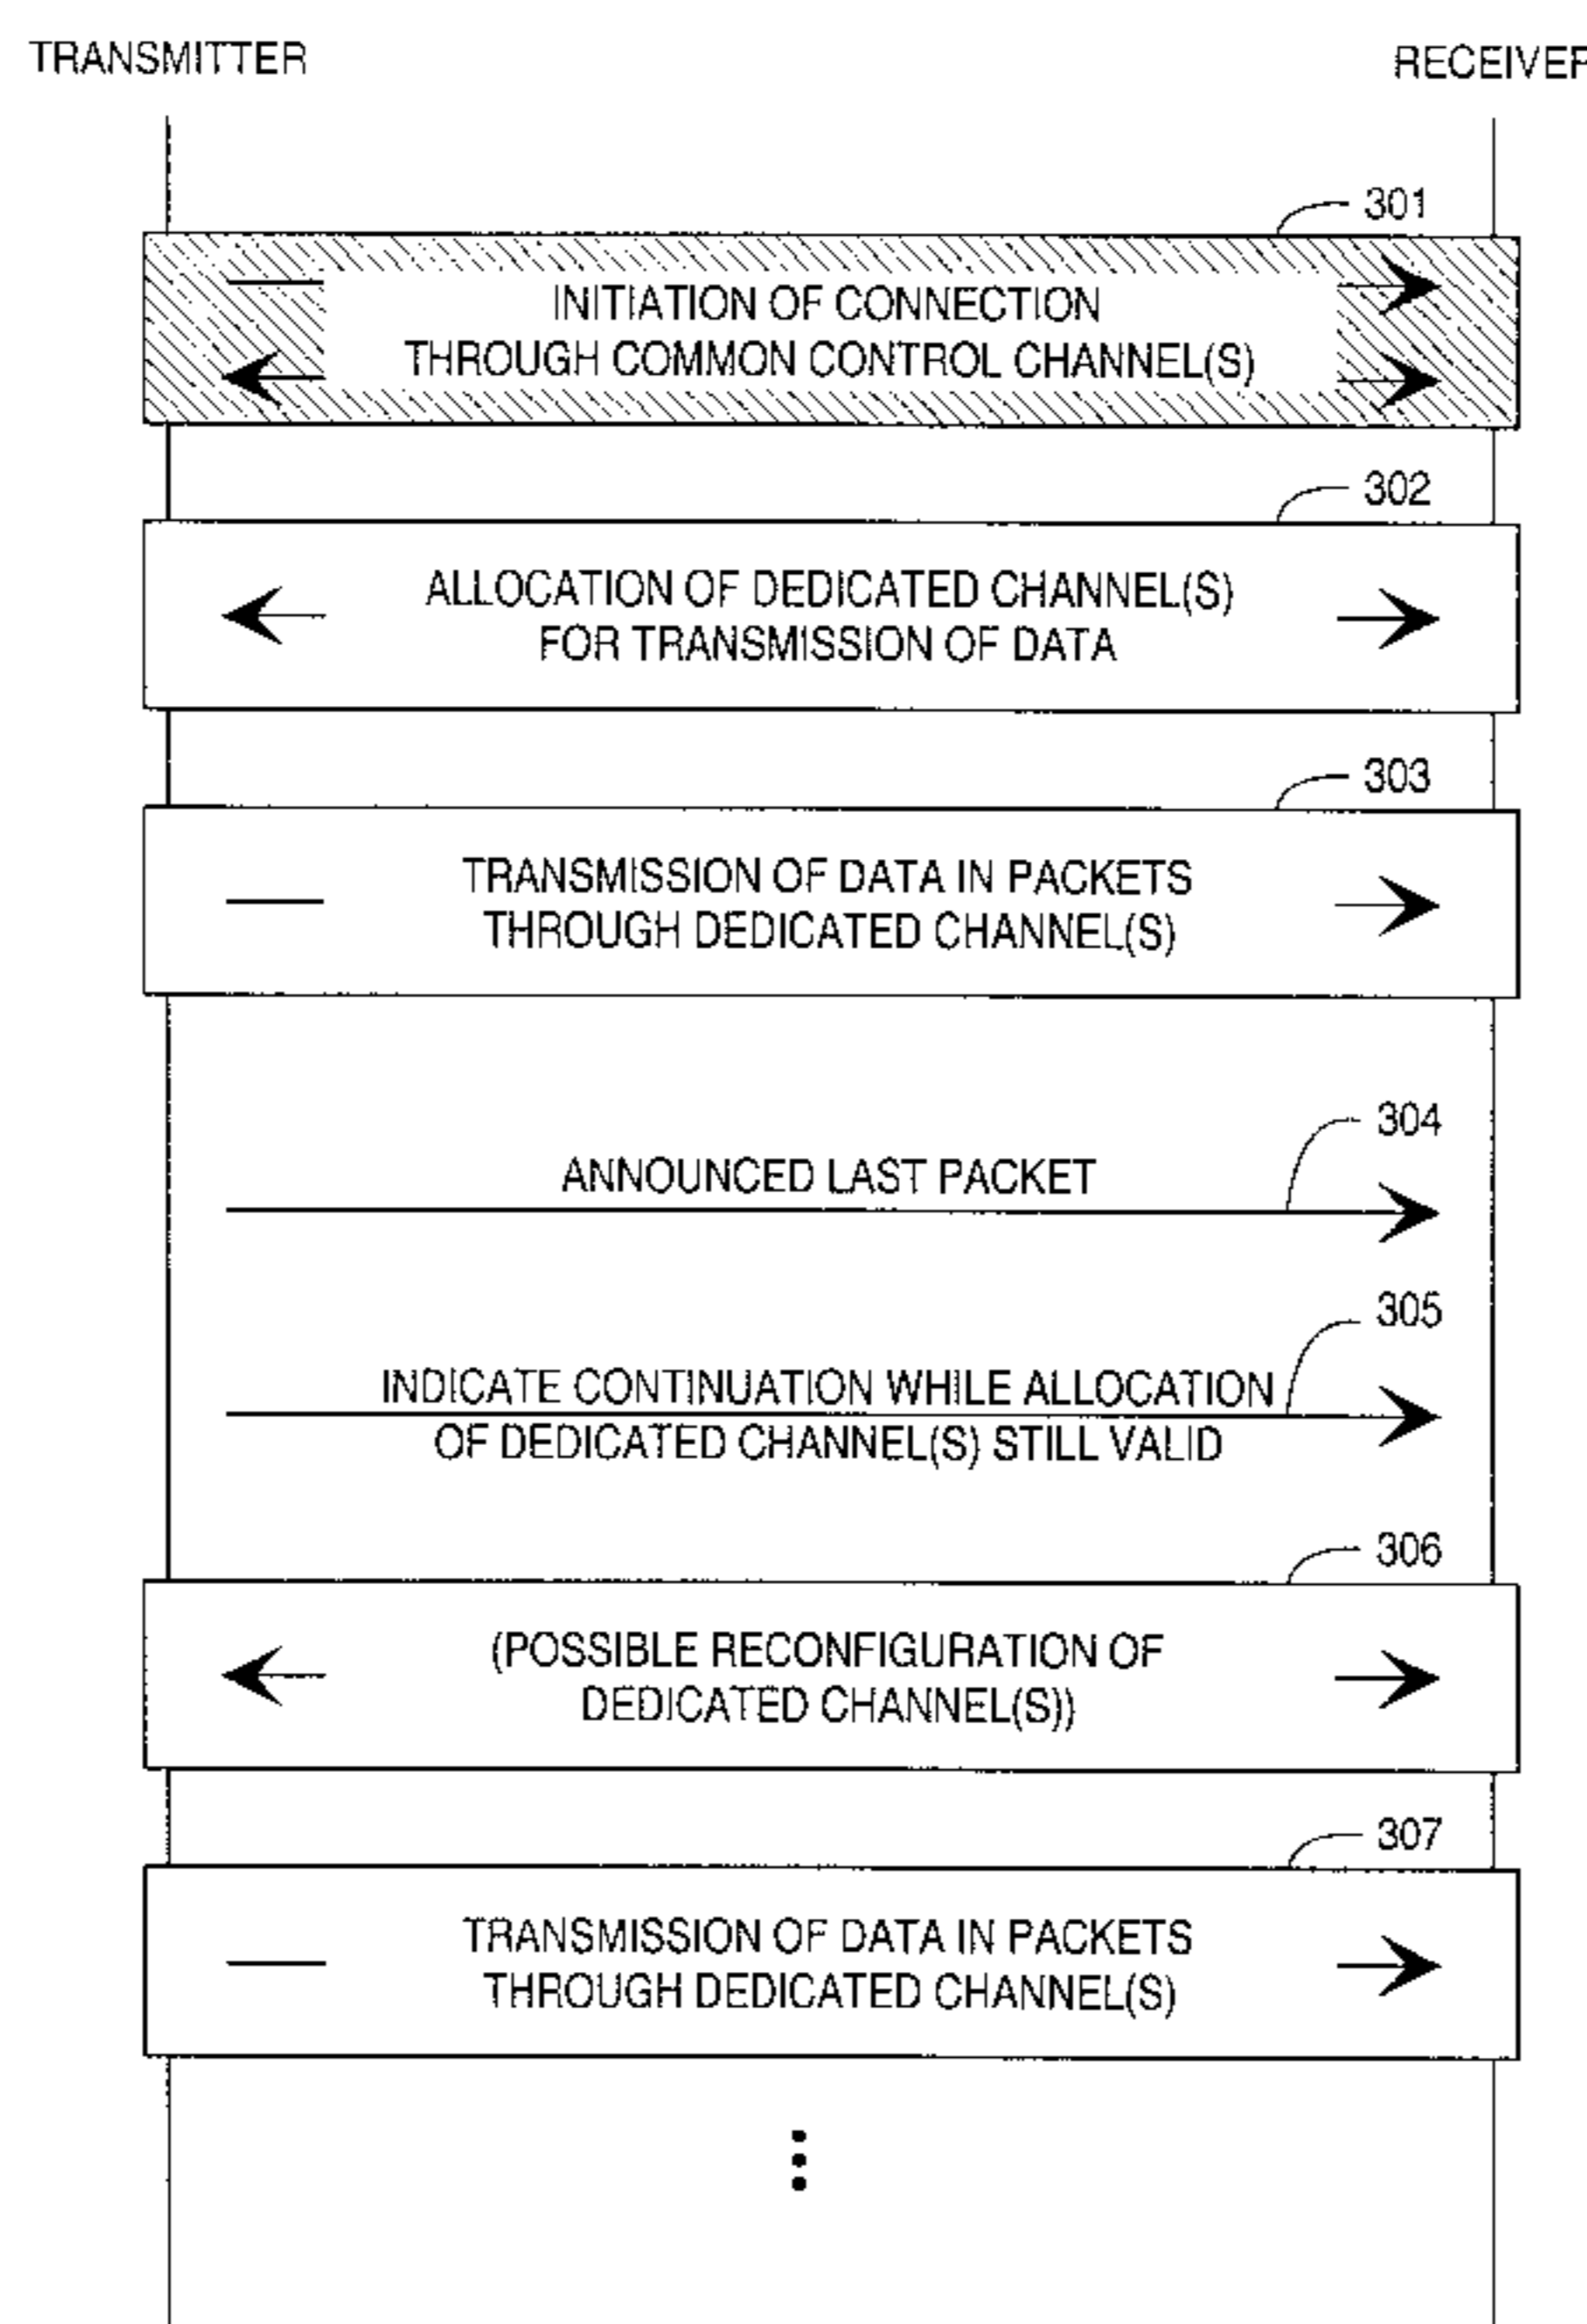 TRANSMITTER
RECEIVER
301
INITIATION OF CONNECTION
THROUGH COMMON CONTROL CHANNEL(S)
302
ALLOCATION OF DEDICATED CHANNEL(S)
FOR TRANSMISSION OF DATA
303
TRANSMISSION OF DATA IN PACKETS
THROUGH DEDICATED CHANNEL(S)
304
ANNOUNCED LAST PACKET
305
INDICATE CONTINUATION WHILE ALLOCATION
OF DEDICATED CHANNEL(S) STILL VALID
306
(POSSIBLE RECONFIGURATION OF
DEDICATED CHANNEL(S))
307
TRANSMISSION OF DATA IN PACKETS
THROUGH DEDICATED CHANNEL(S)